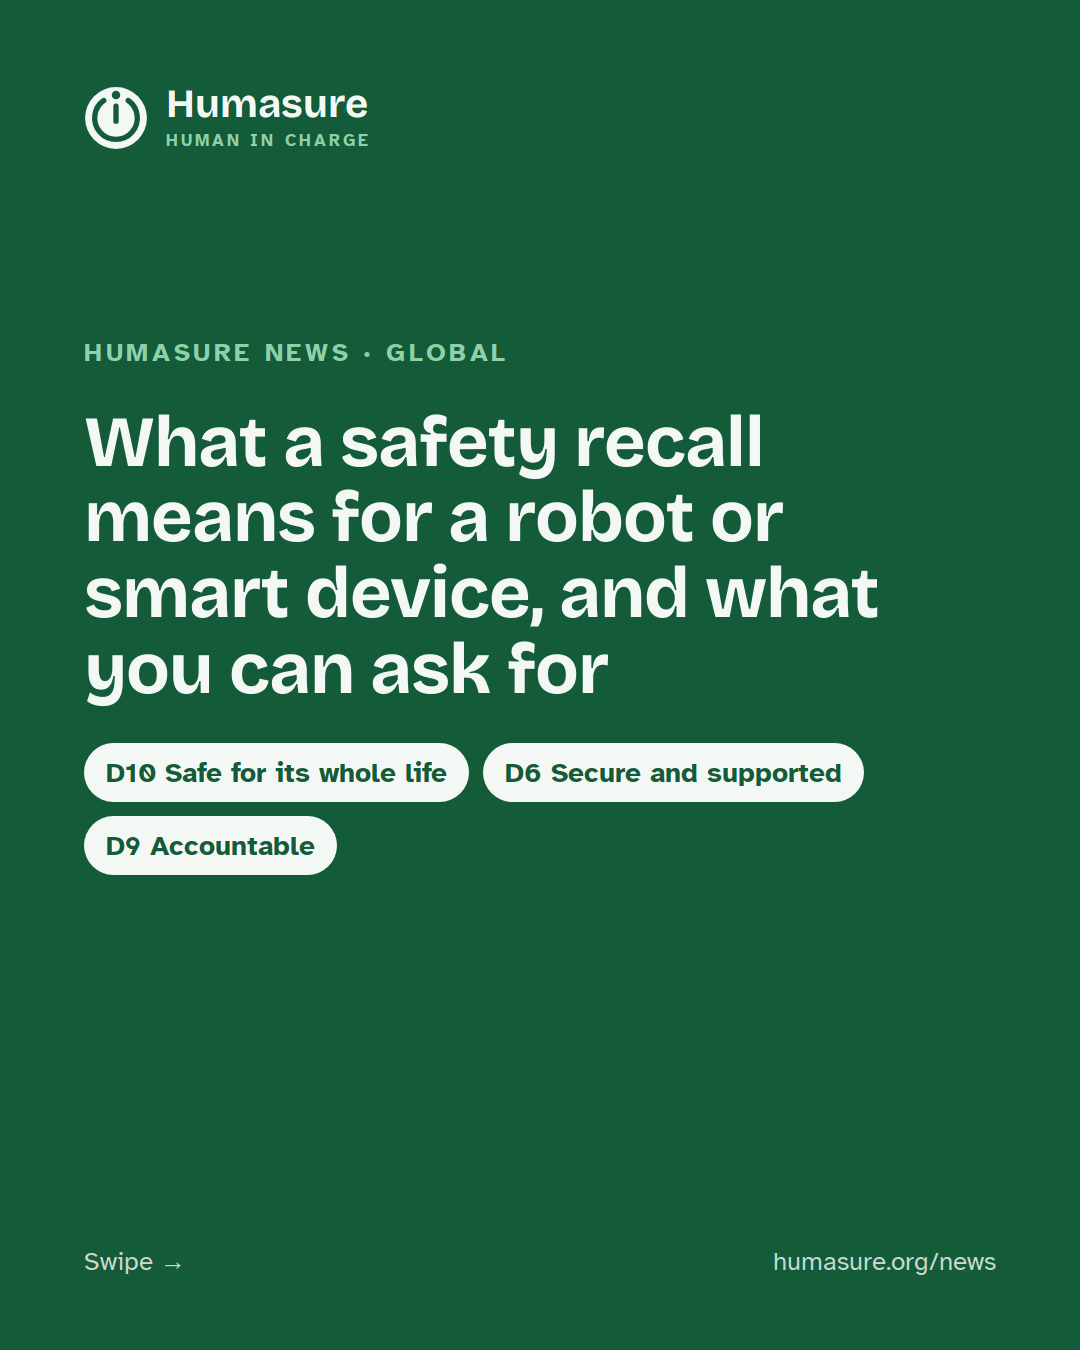 Humasure
HUMAN IN CHARGE
HUMASURE NEWS · GLOBAL
What a safety recall
means for a robot or
smart device, and what
you can ask for
D10 Safe for its whole life
D6 Secure and supported
D9 Accountable
Swipe →
humasure.org/news